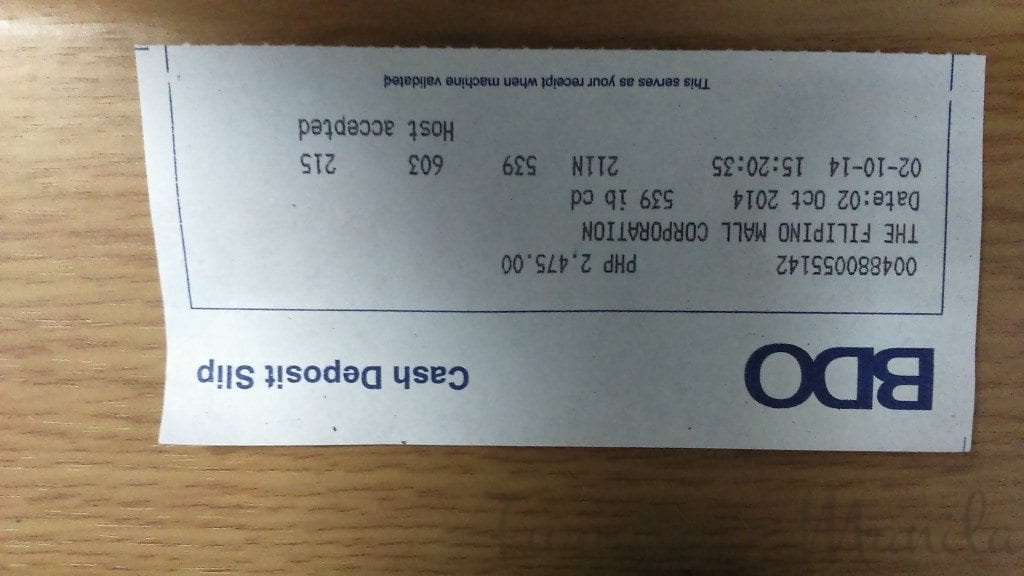 BDO Cash Deposit Slip
004880055142 PHP 2,475.00
THE FILIPINO MALL CORPORATION
Date:02 Oct 2014 539 ib cd
02-10-14 15:20:35 211N 539 603 215
Host accepted
This serves as your receipt when machine validated
Manila